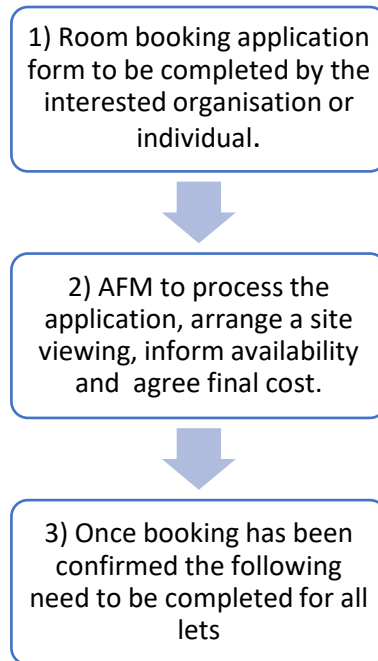 1) Room booking application
form to be completed by the
interested organisation or
individual.
2) AFM to process the
application, arrange a site
viewing, inform availability
and  agree final cost.
3) Once booking has been
confirmed the following
need to be completed for all
lets